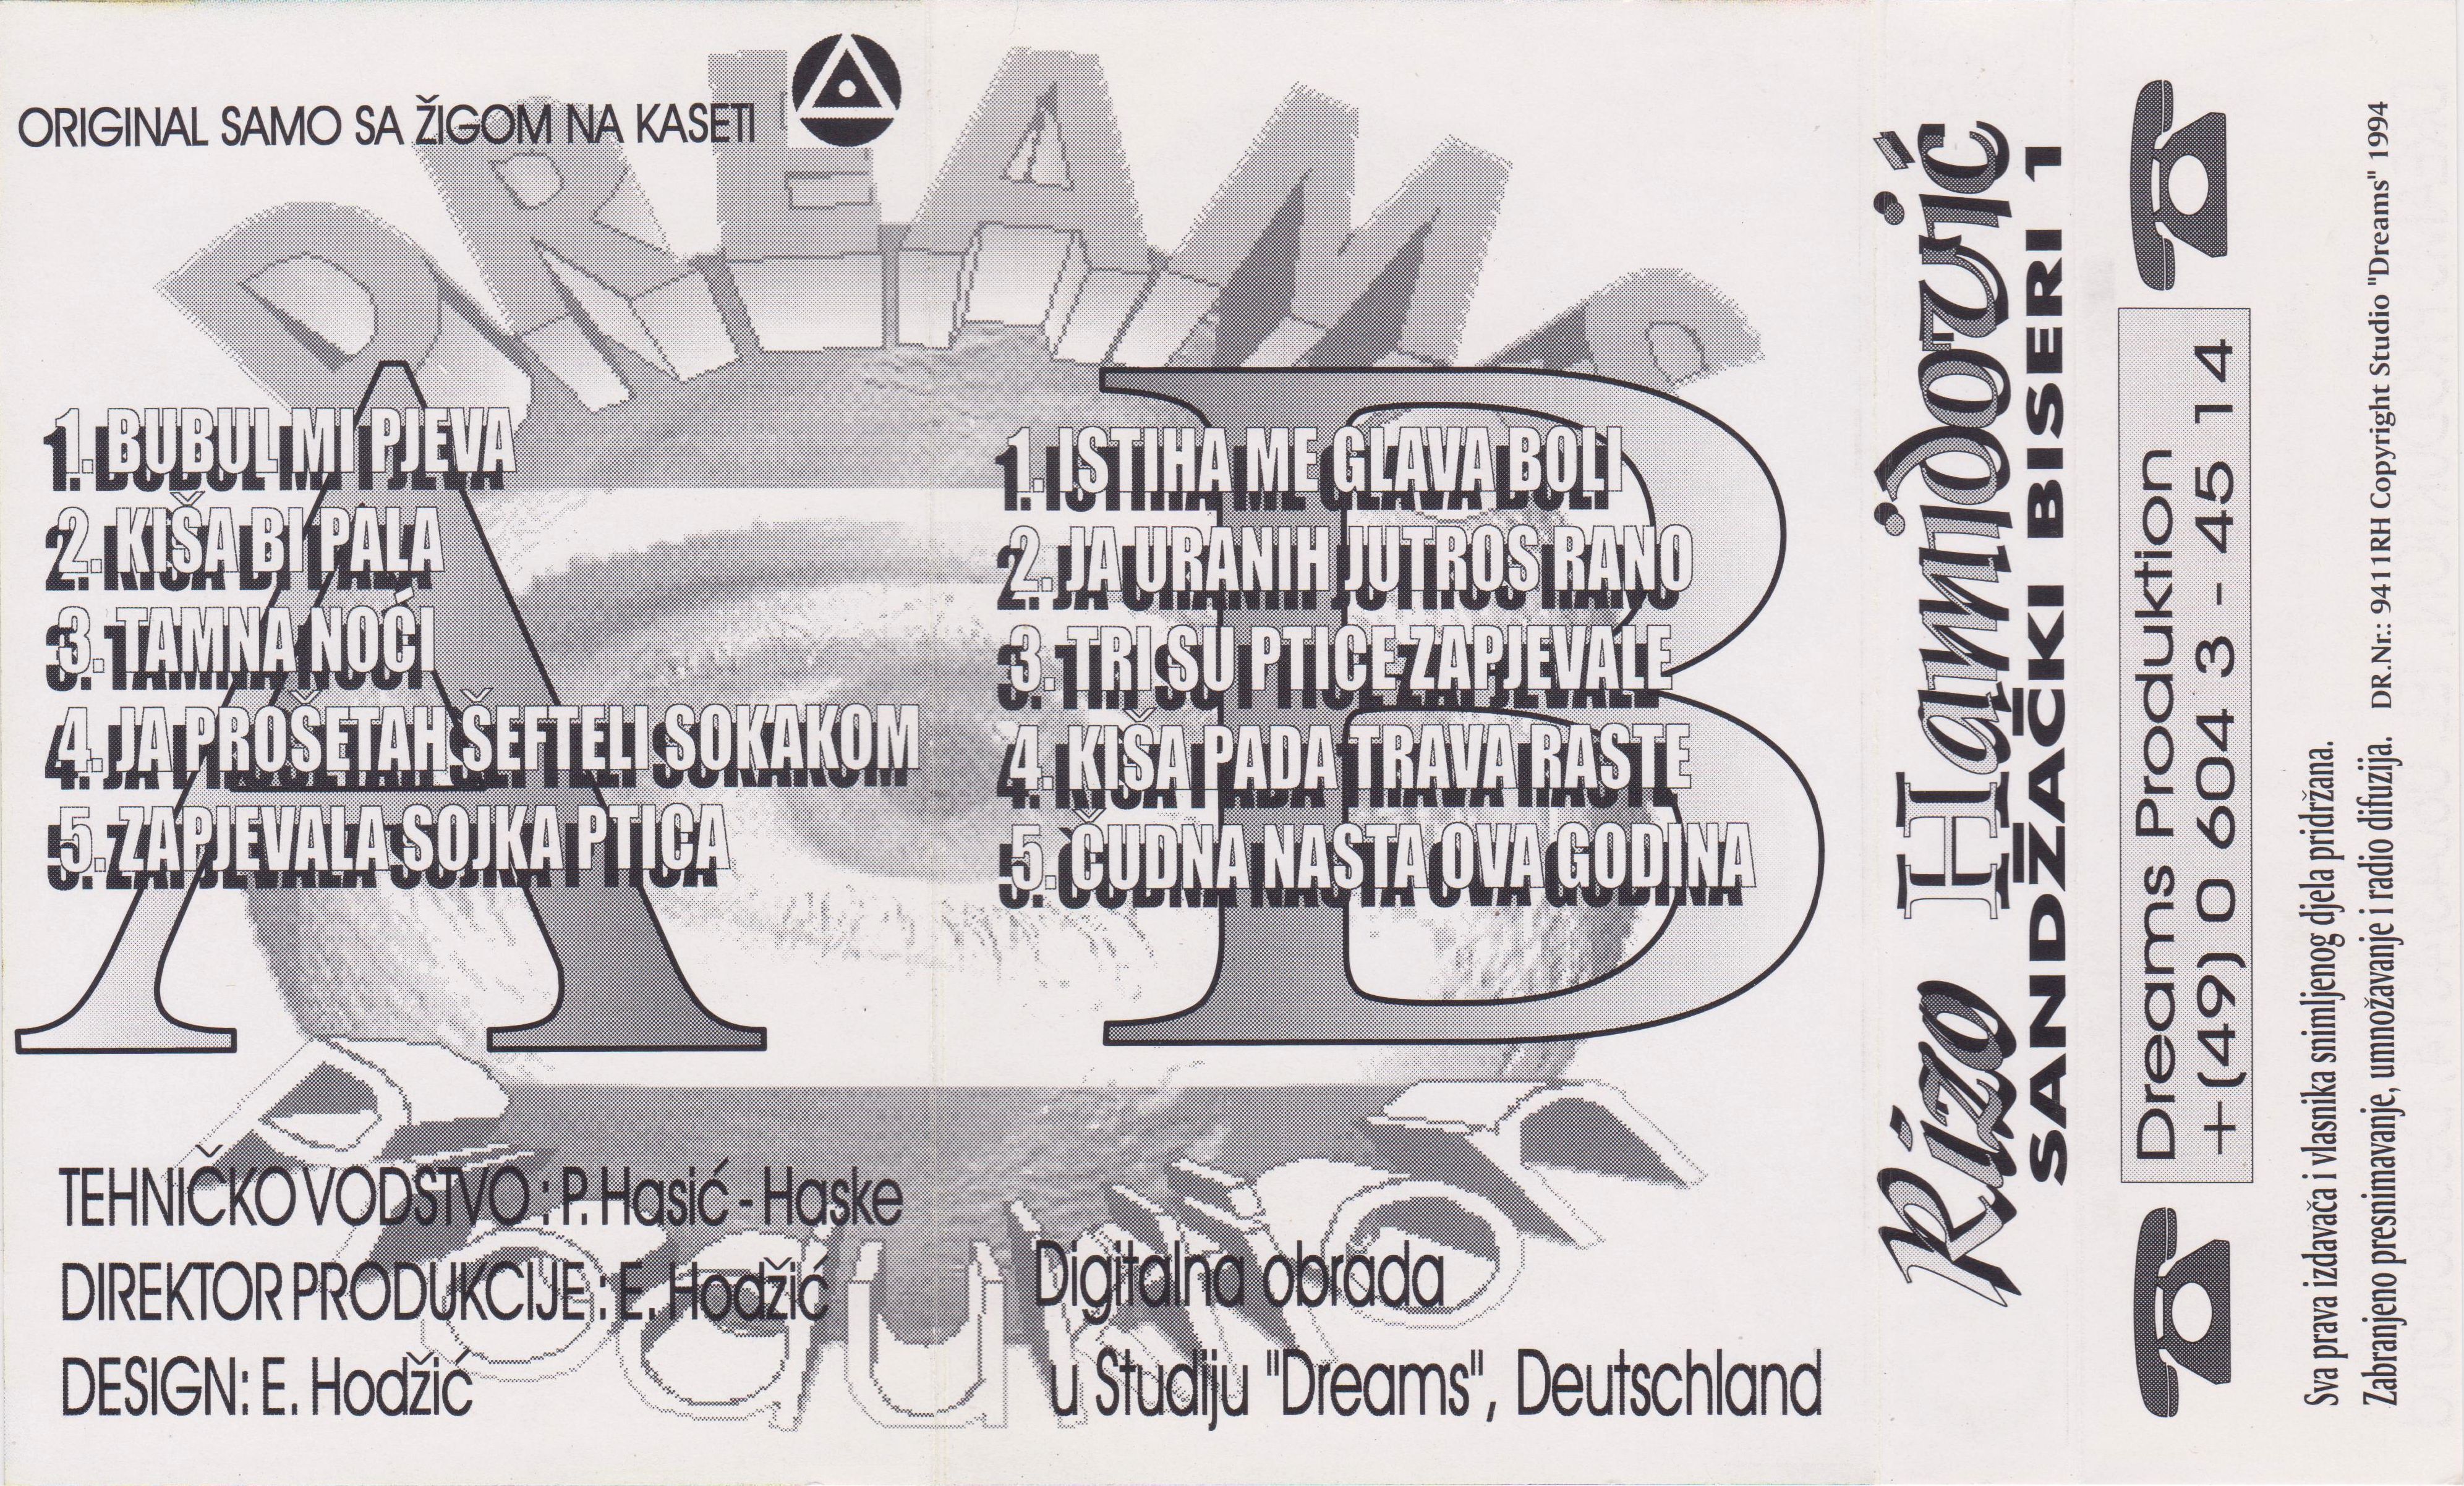 ORIGINAL SAMO SA ŽIGOM NA KASETI
DREAMS
A
1. BUBUL MI PJEVA
2. KIŠA BI PALA
3. TAMNA NOĆI
4. JA PROŠETAH ŠEFTELI SOKAKOM
5. ZAPJEVALA SOJKA PTICA
B
1. ISTIHA ME GLAVA BOLI
2. JA URANIH JUTROS RANO
3. TRI SU PTICE ZAPJEVALE
4. KIŠA PADA TRAVA RASTE
5. ČUDNA NASTA OVA GODINA
TEHNIČKO VODSTVO : P. Hasić - Haske
DIREKTOR PRODUKCIJE : E. Hodžić
DESIGN: E. Hodžić
Digitalna obrada
u Studiju "Dreams", Deutschland
Rizo Hamidović
SANDŽAČKI BISERI 1
Dreams Produktion
+(49) 0 604 3 - 45 14
Sva prava izdavača i vlasnika snimljenog djela pridržana.
Zabranjeno presnimavanje, umnožavanje i radio difuzija. DR.Nr.: 9411RH Copyright Studio "Dreams" 1994